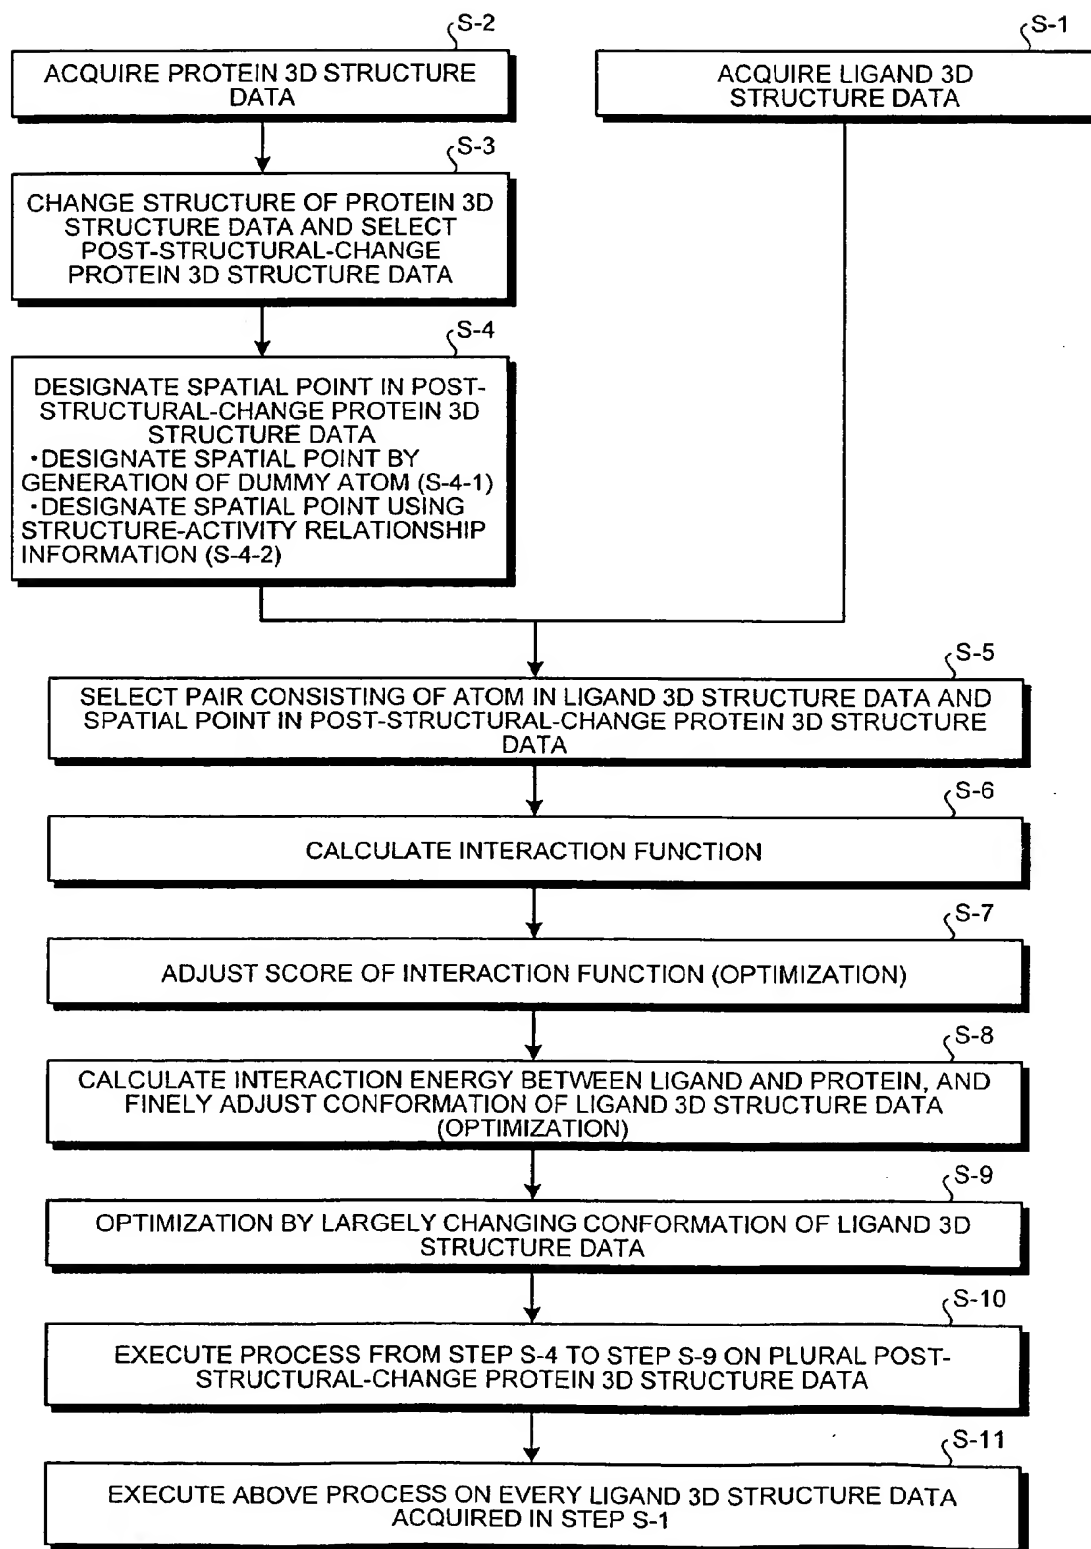 S-2
ACQUIRE PROTEIN 3D STRUCTURE
DATA
S-1
ACQUIRE LIGAND 3D
STRUCTURE DATA
S-3
CHANGE STRUCTURE OF PROTEIN 3D
STRUCTURE DATA AND SELECT
POST-STRUCTURAL-CHANGE
PROTEIN 3D STRUCTURE DATA
S-4
DESIGNATE SPATIAL POINT IN POST-
STRUCTURAL-CHANGE PROTEIN 3D
STRUCTURE DATA
・DESIGNATE SPATIAL POINT BY
GENERATION OF DUMMY ATOM (S-4-1)
・DESIGNATE SPATIAL POINT USING
STRUCTURE-ACTIVITY RELATIONSHIP
INFORMATION (S-4-2)
S-5
SELECT PAIR CONSISTING OF ATOM IN LIGAND 3D STRUCTURE DATA AND
SPATIAL POINT IN POST-STRUCTURAL-CHANGE PROTEIN 3D STRUCTURE
DATA
S-6
CALCULATE INTERACTION FUNCTION
S-7
ADJUST SCORE OF INTERACTION FUNCTION (OPTIMIZATION)
S-8
CALCULATE INTERACTION ENERGY BETWEEN LIGAND AND PROTEIN, AND
FINELY ADJUST CONFORMATION OF LIGAND 3D STRUCTURE DATA
(OPTIMIZATION)
S-9
OPTIMIZATION BY LARGELY CHANGING CONFORMATION OF LIGAND 3D
STRUCTURE DATA
S-10
EXECUTE PROCESS FROM STEP S-4 TO STEP S-9 ON PLURAL POST-
STRUCTURAL-CHANGE PROTEIN 3D STRUCTURE DATA
S-11
EXECUTE ABOVE PROCESS ON EVERY LIGAND 3D STRUCTURE DATA
ACQUIRED IN STEP S-1